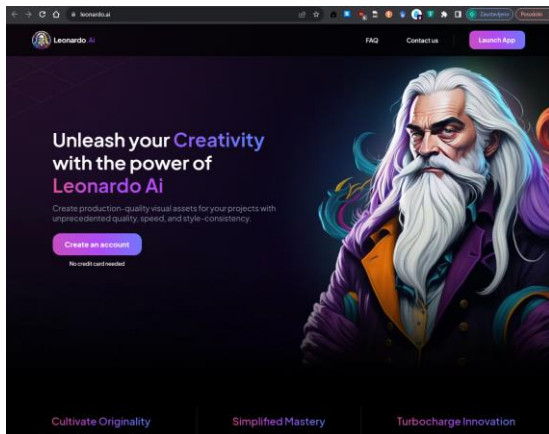 leonardo.ai
Leonardo.Ai
FAQ
Contact us
Launch App
Unleash your Creativity
with the power of
Leonardo Ai
Create production-quality visual assets for your projects with
unprecedented quality, speed, and style-consistency.
Create an account
No credit card needed
Cultivate Originality
Simplified Mastery
Turbocharge Innovation